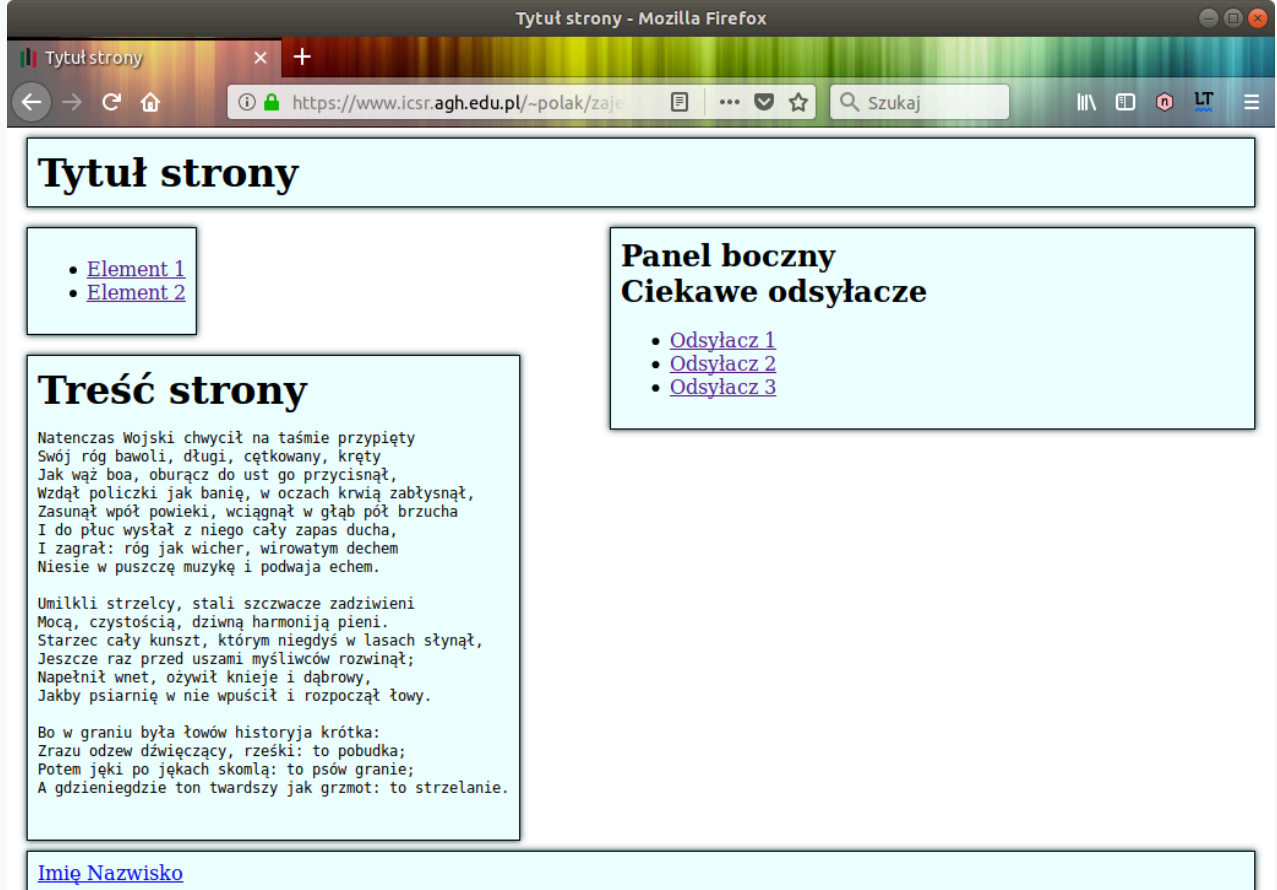 Tytuł strony - Mozilla Firefox
Tytuł strony
https://www.icsr.agh.edu.pl/~polak/zaje
Szukaj
LT
Tytuł strony
Element 1
Element 2
Panel boczny
Ciekawe odsyłacze
Odsyłacz 1
Odsyłacz 2
Odsyłacz 3
Treść strony
Natenczas Wojski chwycił na taśmie przypięty
Swój róg bawoli, długi, cętkowany, kręty
Jak wąż boa, oburącz do ust go przycisnął,
Wzdął policzki jak banię, w oczach krwią zabłysnął,
Zasunął wpół powieki, wciągnął w głąb pół brzucha
I do płuc wysłał z niego cały zapas ducha,
I zagrał: róg jak wicher, wirowatym dechem
Niesie w puszczę muzykę i podwaja echem.
Umilkli strzelcy, stali szczwacze zadziwieni
Mocą, czystością, dziwną harmoniją pieni.
Starzec cały kunszt, którym niegdyś w lasach słynął,
Jeszcze raz przed uszami myśliwców rozwinął;
Napełnił wnet, ożywił knieje i dąbrowy,
Jakby psiarnię w nie wpuścił i rozpoczął łowy.
Bo w graniu była łowów historyja krótka:
Zrazu odzew dźwięczący, rześki: to pobudka;
Potem jęki po jękach skomlą: to psów granie;
A gdzieniegdzie ton twardszy jak grzmot: to strzelanie.
Imię Nazwisko